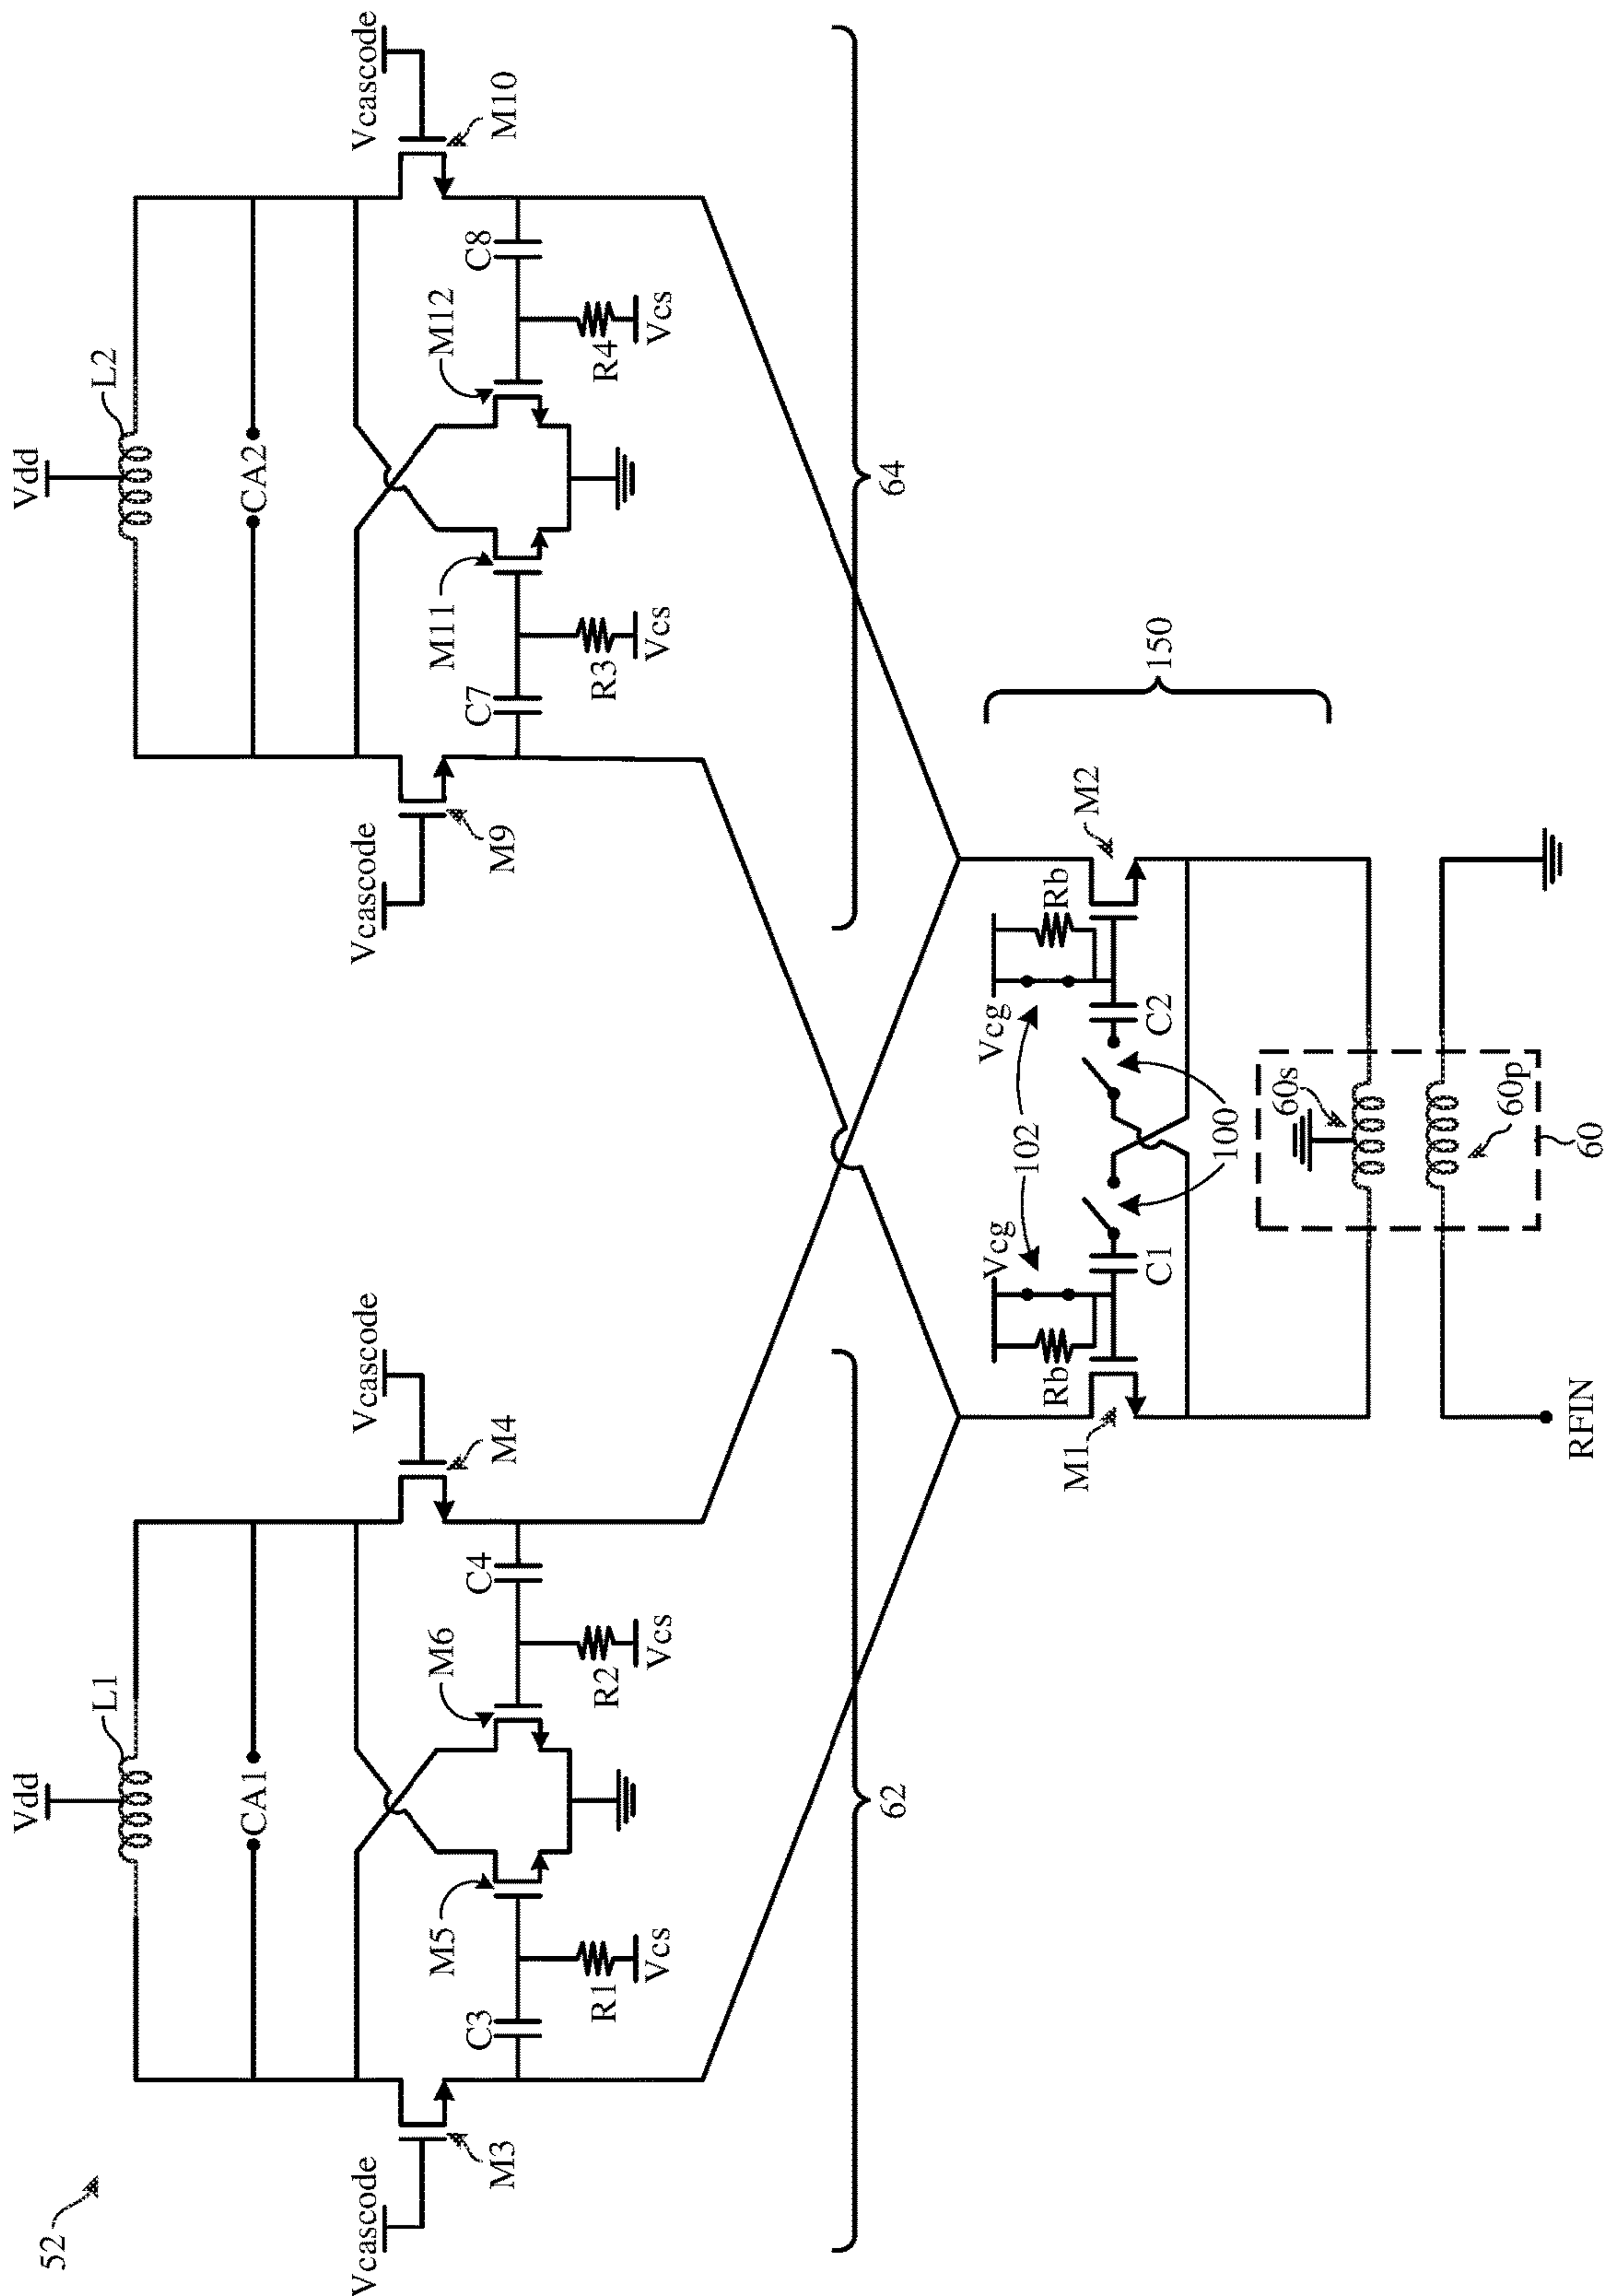 52
Vdd
Vdd
L1
L2
CA1
CA2
Vcascode
Vcascode
Vcascode
Vcascode
M3
M4
M9
M10
C3
M5
M6
C4
C7
M11
M12
C8
R1
R2
R3
R4
Vcs
Vcs
Vcs
Vcs
62
64
Vcg
Vcg
Rb
Rb
102
M1
M2
C1
C2
100
150
60s
60p
60
RFIN